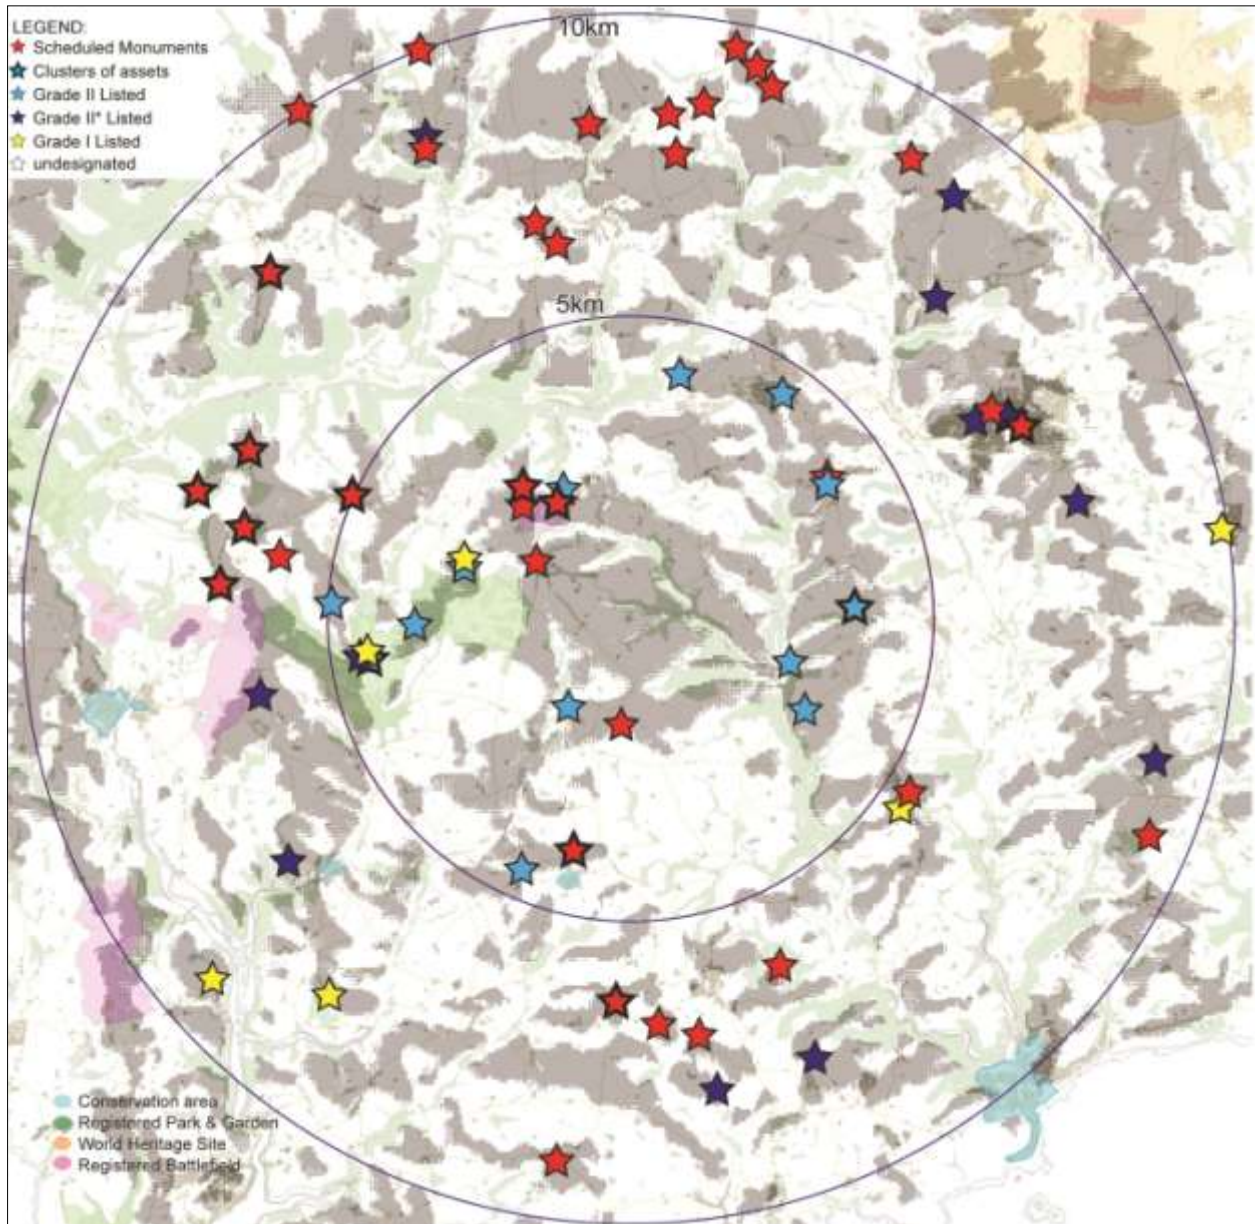 10km
LEGEND:
Scheduled Monuments
Clusters of assets
Grade II Listed
Grade II* Listed
Grade I Listed
undesignated
5km
Conservation area
Registered Park & Garden
World Heritage Site
Registered Battlefield